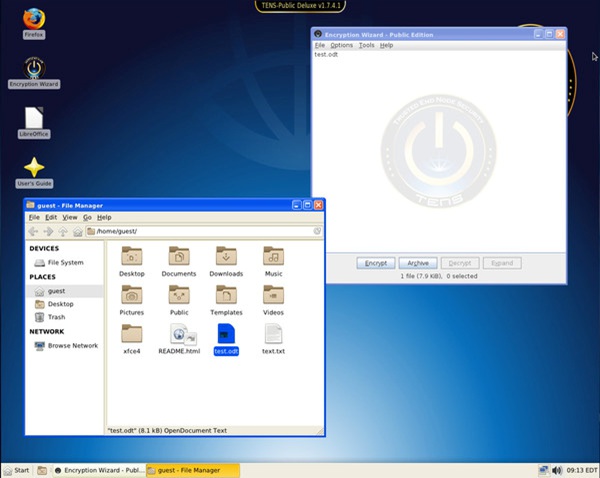 TENS-Public Deluxe v1.7.4.1
Firefox
Encryption Wizard
LibreOffice
User's Guide
Encryption Wizard - Public Edition
File Options Tools Help
test.odt
TRUSTED END NODE SECURITY
TENS
Encrypt Archive Decrypt Expand
1 file (7.9 KiB), 0 selected
guest - File Manager
File Edit View Go Help
/home/guest/
DEVICES
File System
PLACES
guest
Desktop
Trash
NETWORK
Browse Network
Desktop Documents Downloads Music
Pictures Public Templates Videos
xfce4 README.html test.odt text.txt
"test.odt" (8.1 kB) OpenDocument Text
Start Encryption Wizard - Publ... guest - File Manager 09:13 EDT